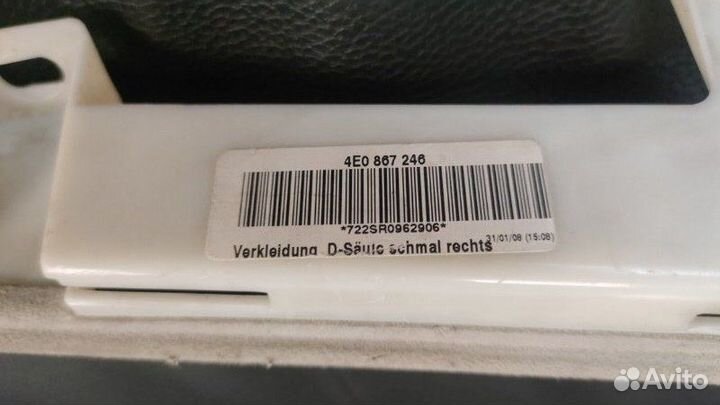 4E0 867 246
*722SR0962906*
Verkleidung D-Säule schmal rechts 31/01/08 (15:08)
Avito